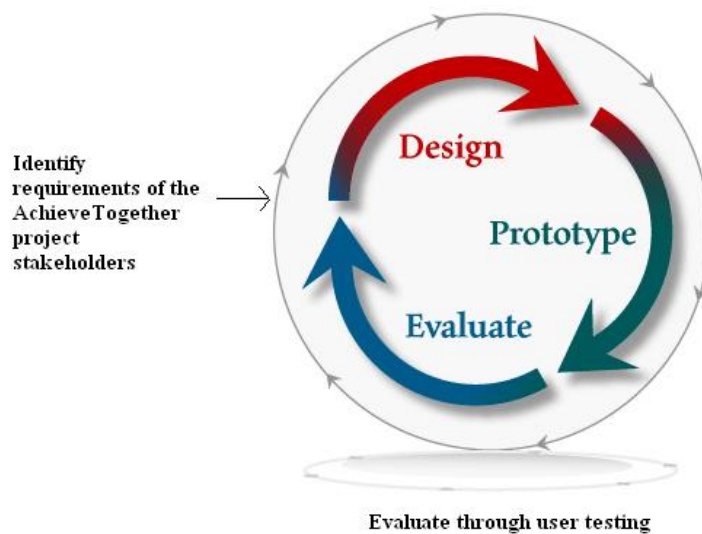 Identify
requirements of the
AchieveTogether
project
stakeholders
Design
Prototype
Evaluate
Evaluate through user testing